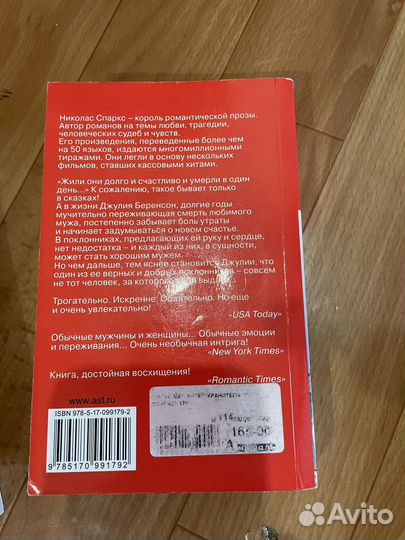 Николас Спаркс – король романтической прозы.
Автор романов на темы любви, трагедии,
человеческих судеб и чувств.
Его произведения, переведенные более чем
на 50 языков, издаются многомиллионными
тиражами. Они легли в основу нескольких
фильмов, ставших кассовыми хитами.
«Жили они долго и счастливо и умерли в один
день...» К сожалению, такое бывает только
в сказках!
А в жизни Джулия Беренсон, долгие годы
мучительно переживающая смерть любимого
мужа, постепенно забывает боль утраты
и начинает задумываться о новом счастье.
В поклонниках, предлагающих ей руку и сердце,
нет недостатка – и каждый из них, в сущности,
может стать хорошим мужем.
Но чем дальше, тем яснее становится Джулии, что
один из ее верных и добрых поклонников – совсем
не тот человек, за которого себя выдает...
Трогательно. Искренне. Обаятельно. Но еще
и очень увлекательно!
«USA Today»
Обычные мужчины и женщины... Обычные эмоции
и переживания... Очень необычная интрига!
«New York Times»
Книга, достойная восхищения!
«Romantic Times»
www.ast.ru
ISBN 978-5-17-099179-2
9 785170 991792
ХРАНИТЕЛЬ
Avito